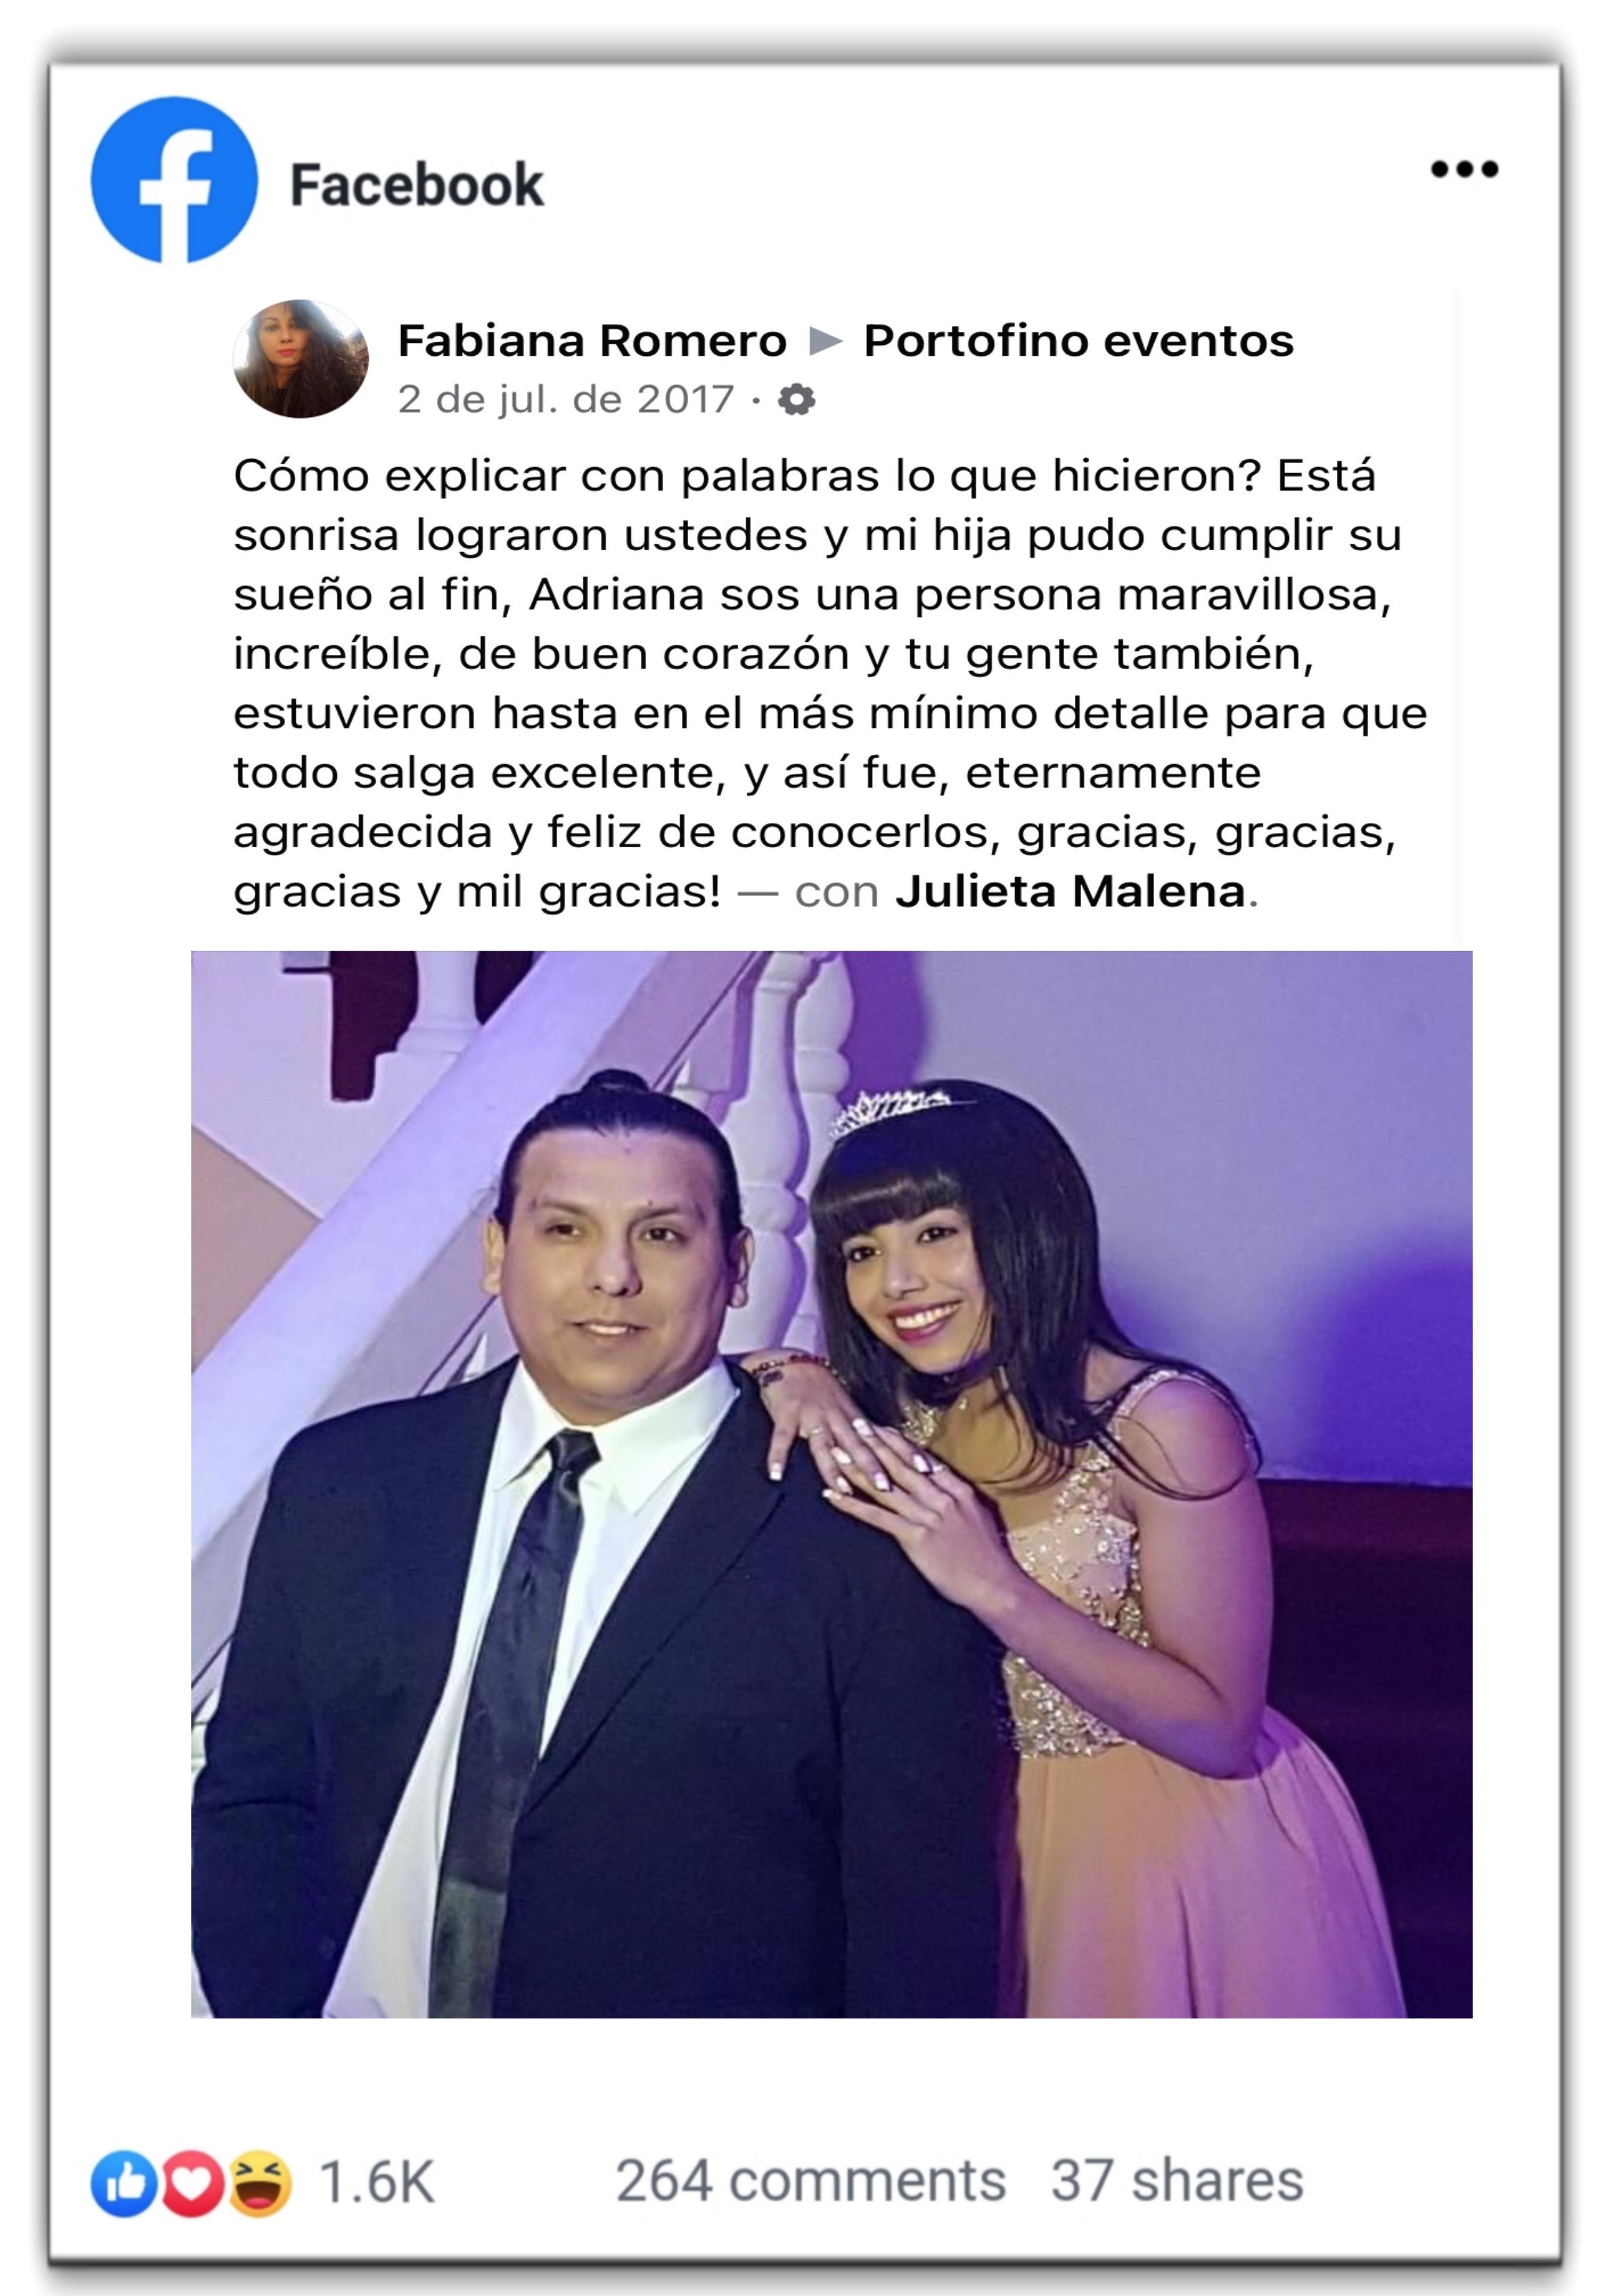 Facebook
Fabiana Romero ▶ Portofino eventos
2 de jul. de 2017 ·
Cómo explicar con palabras lo que hicieron? Está
sonrisa lograron ustedes y mi hija pudo cumplir su
sueño al fin, Adriana sos una persona maravillosa,
increíble, de buen corazón y tu gente también,
estuvieron hasta en el más mínimo detalle para que
todo salga excelente, y así fue, eternamente
agradecida y feliz de conocerlos, gracias, gracias,
gracias y mil gracias! — con Julieta Malena.
1.6K 264 comments 37 shares